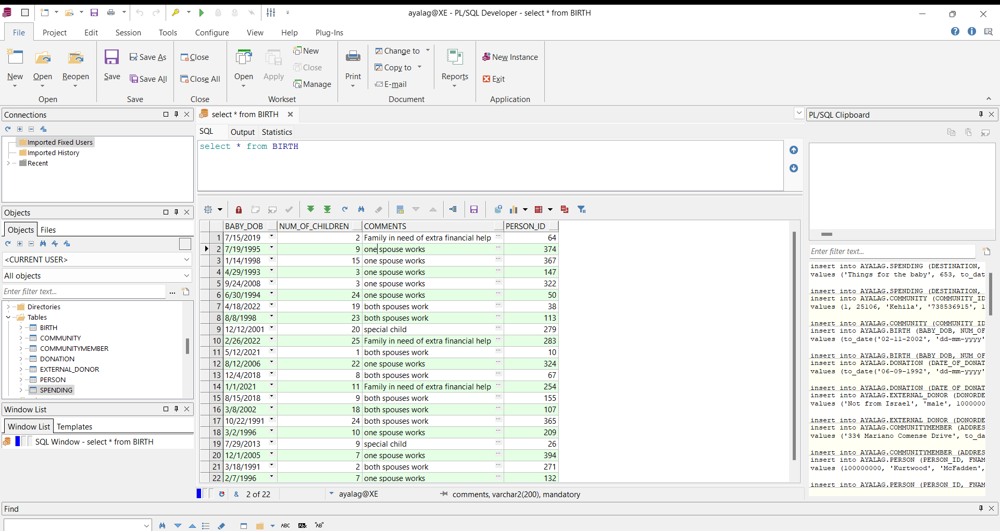 ayalag@XE - PL/SQL Developer - select * from BIRTH
File Project Edit Session Tools Configure View Help Plug-Ins
New Open Reopen
Open
Save Save As Save All
Save
Close Close All
Close
Open Apply New Close Manage
Workset
Print Change to Copy to E-mail Reports
Document
New Instance Exit
Application
Connections
Imported Fixed Users
Imported History
Recent
Objects
Objects Files
<CURRENT USER>
All objects
Enter filter text...
Directories
Tables
BIRTH
COMMUNITY
COMMUNITYMEMBER
DONATION
EXTERNAL_DONOR
PERSON
SPENDING
Window List
Window List Templates
SQL Window - select * from BIRTH
select * from BIRTH
SQL Output Statistics
select * from BIRTH
BABY_DOB NUM_OF_CHILDREN COMMENTS PERSON_ID
1 7/15/2019 2 Family in need of extra financial help ... 64
2 7/19/1995 9 one spouse works ... 374
3 1/14/1998 15 one spouse works ... 367
4 4/29/1993 3 one spouse works ... 147
5 9/24/2008 3 one spouse works ... 322
6 6/30/1994 24 one spouse works ... 50
7 4/18/2022 19 both spouses work ... 38
8 8/8/1998 23 both spouses work ... 113
9 12/12/2001 20 special child ... 279
10 2/26/2022 25 Family in need of extra financial help ... 283
11 5/12/2021 1 both spouses work ... 10
12 8/12/2006 22 one spouse works ... 324
13 12/4/2018 8 both spouses work ... 67
14 1/1/2021 11 Family in need of extra financial help ... 254
15 8/15/2018 9 both spouses work ... 155
16 3/8/2002 18 both spouses work ... 107
17 10/22/1991 24 both spouses work ... 365
18 3/2/1996 10 one spouse works ... 209
19 7/29/2013 9 special child ... 26
20 12/1/2005 7 one spouse works ... 394
21 3/18/1991 2 both spouses work ... 271
22 2/7/1996 7 one spouse works ... 132
& 2 of 22 ayalag@XE comments, varchar2(200), mandatory
PL/SQL Clipboard
Enter filter text...
insert into AYALAG.SPENDING (DESTINATION,
values ('Things for the baby', 653, to_dat
insert into AYALAG.SPENDING (DESTINATION,
insert into AYALAG.COMMUNITY (COMMUNITY_ID
values (1, 25106, 'Kehila', '738536915', 1
insert into AYALAG.COMMUNITY (COMMUNITY_ID
insert into AYALAG.BIRTH (BABY_DOB, NUM_OF
values (to_date('02-11-2002', 'dd-mm-yyyy'
insert into AYALAG.BIRTH (BABY_DOB, NUM_OF
insert into AYALAG.DONATION (DATE_OF_DONAT
values (to_date('06-09-1992', 'dd-mm-yyyy'
insert into AYALAG.DONATION (DATE_OF_DONAT
insert into AYALAG.EXTERNAL_DONOR (DONORDE
values ('Not from Israel', 'male', 1000000
insert into AYALAG.EXTERNAL_DONOR (DONORDE
insert into AYALAG.COMMUNITYMEMBER (ADDRES
values ('334 Mariano Comense Drive', to_da
insert into AYALAG.COMMUNITYMEMBER (ADDRES
insert into AYALAG.PERSON (PERSON_ID, FNAM
values (100000000, 'Kurtwood', 'McFadden',
insert into AYALAG.PERSON (PERSON_ID, FNAM
Find
ABC AB: "AB"